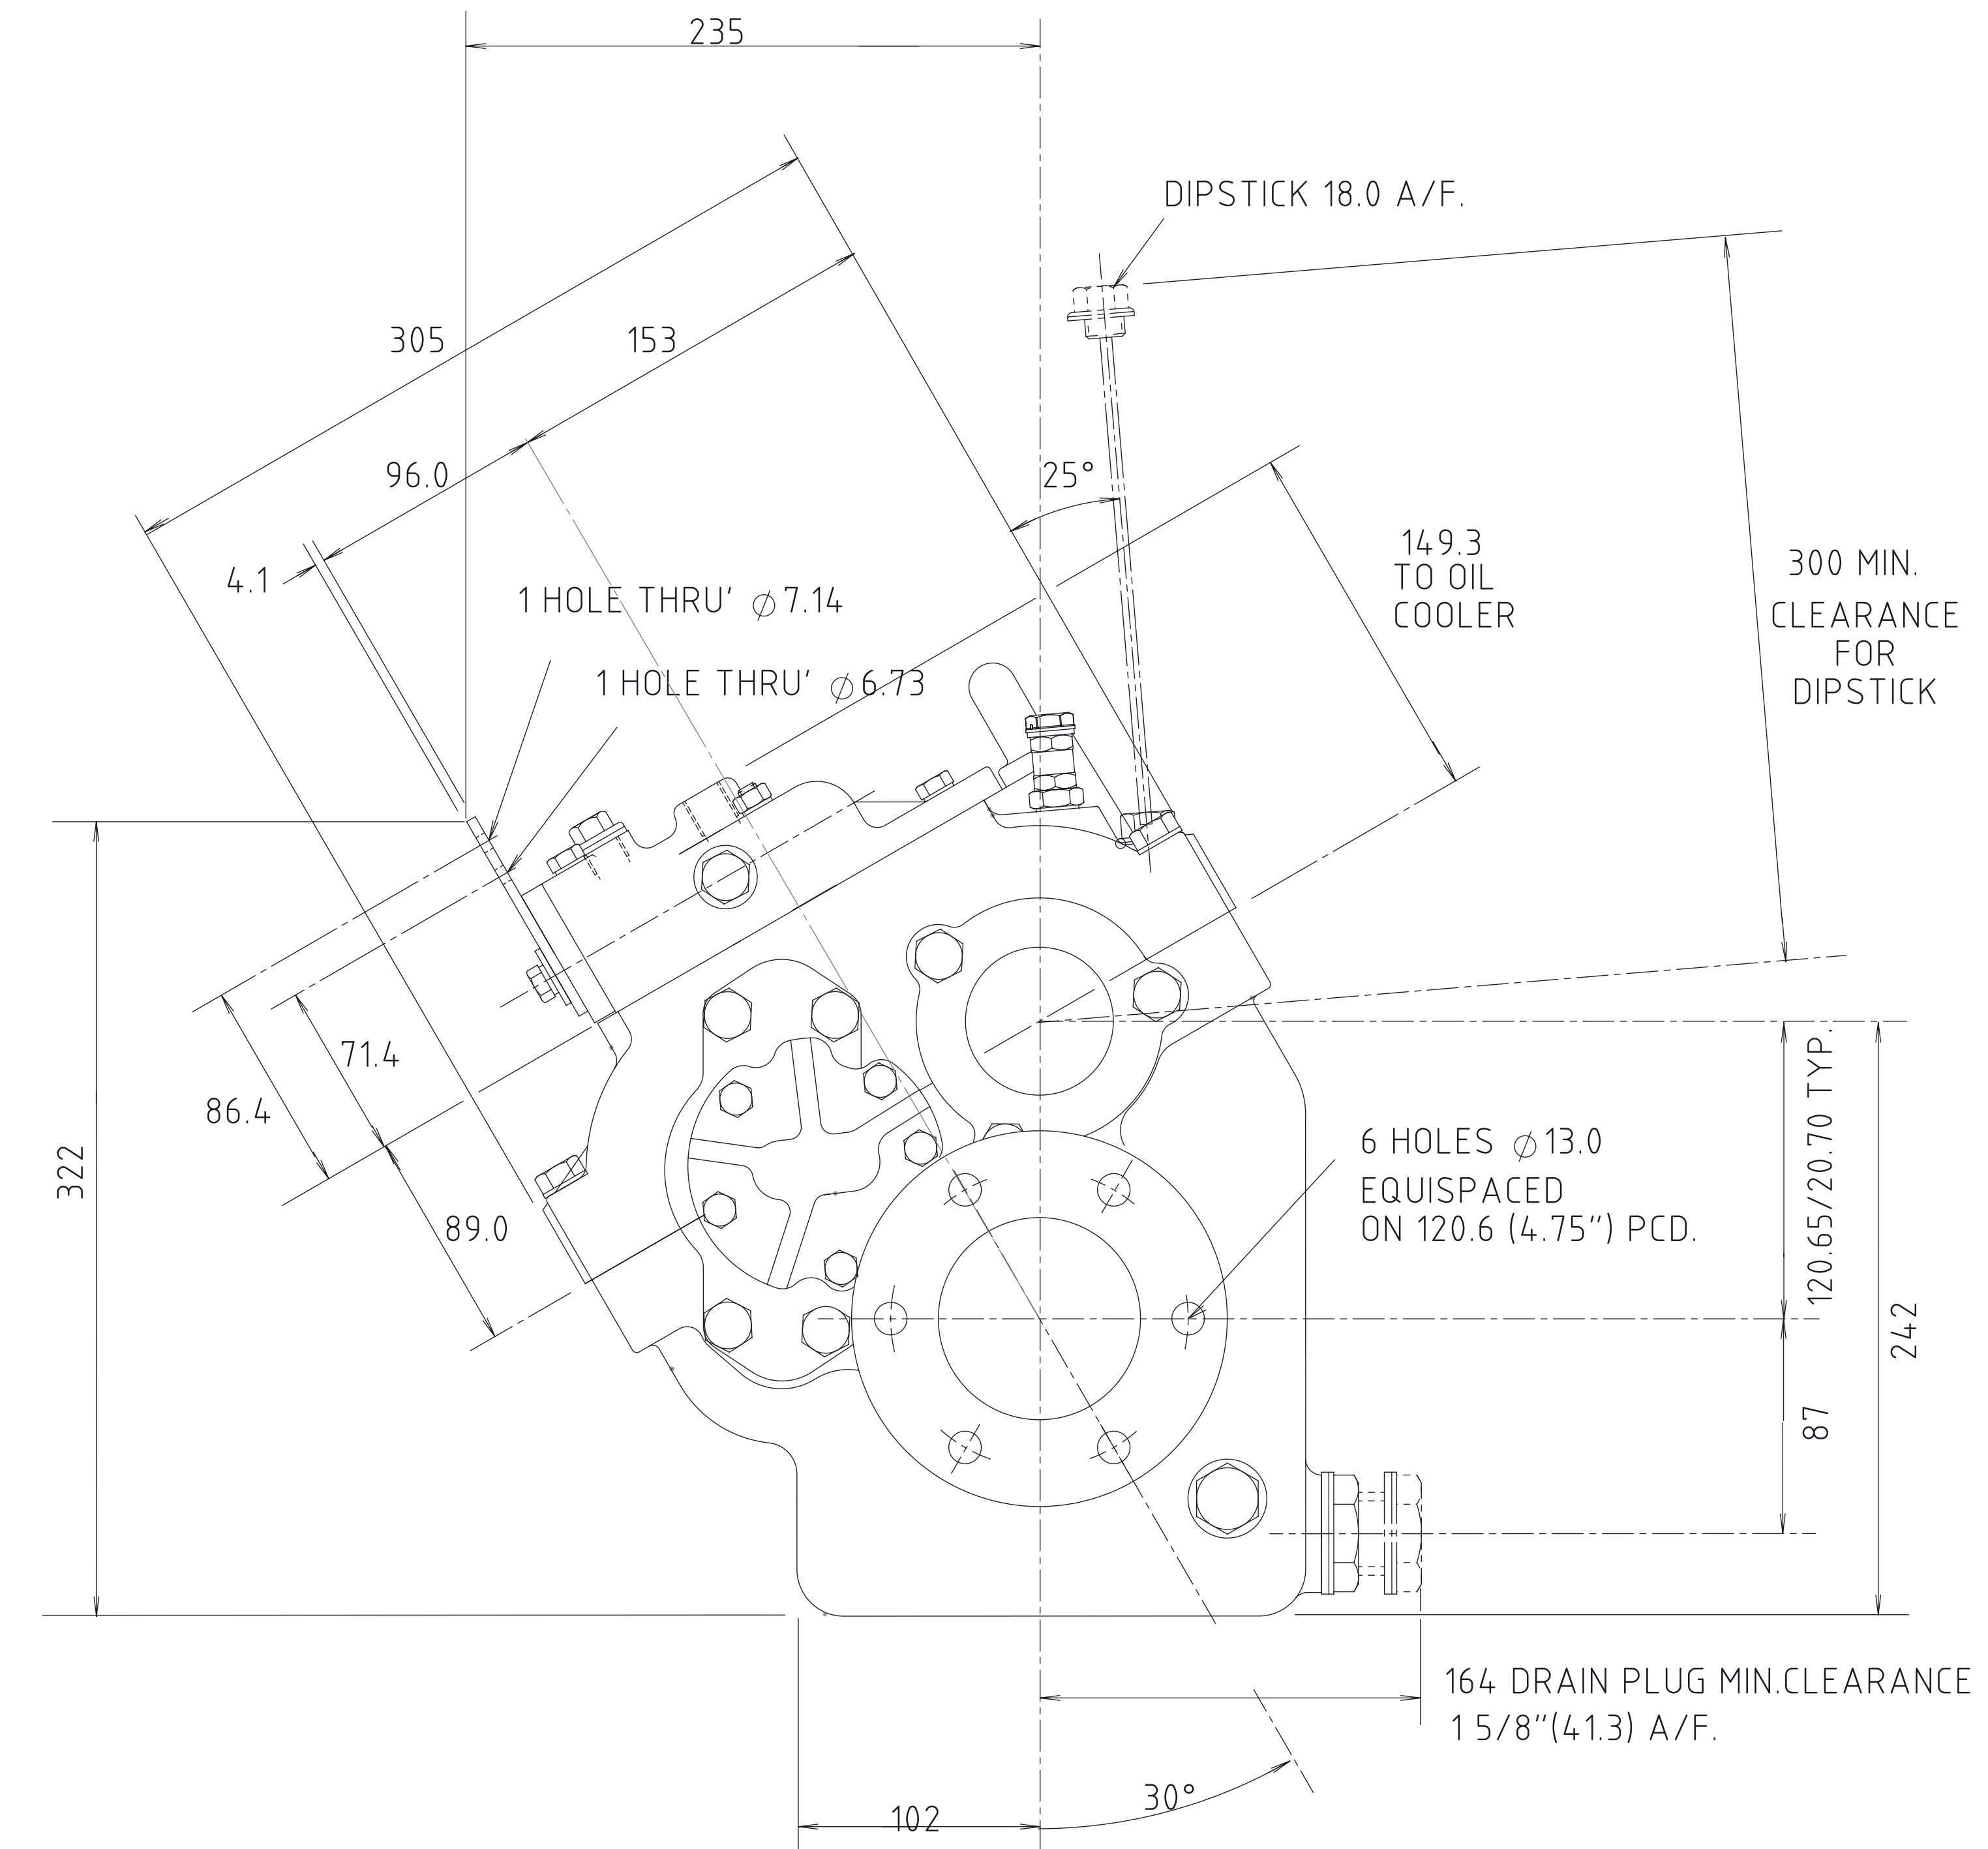 235
DIPSTICK 18.0 A/F.
305
153
96.0
25°
4.1
1 HOLE THRU' ⌀ 7.14
149.3
TO OIL
COOLER
300 MIN.
CLEARANCE
FOR
DIPSTICK
1 HOLE THRU' ⌀ 6.73
71.4
86.4
322
89.0
6 HOLES ⌀ 13.0
EQUISPACED
ON 120.6 (4.75") PCD.
120.65/20.70 TYP.
242
87
164 DRAIN PLUG MIN.CLEARANCE
1 5/8"(41.3) A/F.
30°
102